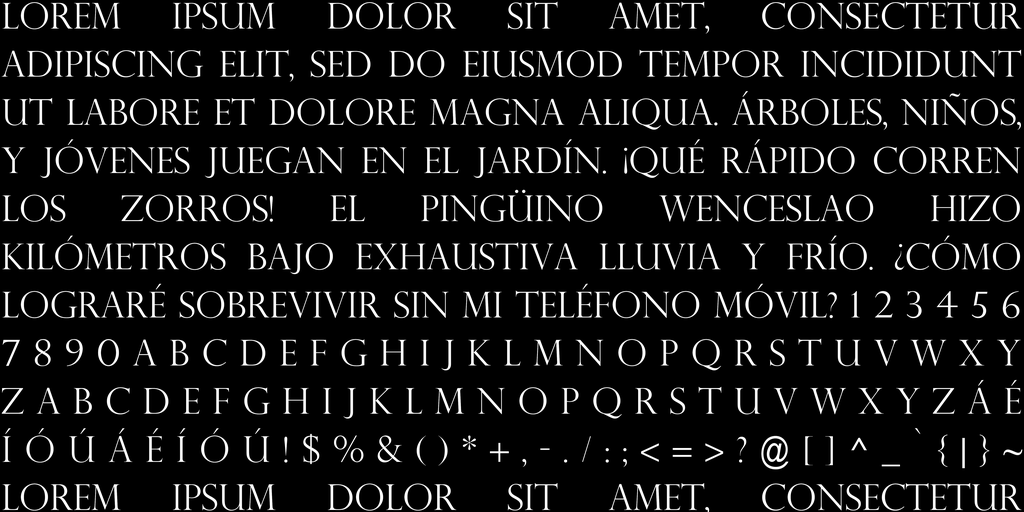 LOREM IPSUM DOLOR SIT AMET, CONSECTETUR
ADIPISCING ELIT, SED DO EIUSMOD TEMPOR INCIDIDUNT
UT LABORE ET DOLORE MAGNA ALIQUA. ÁRBOLES, NIÑOS,
Y JÓVENES JUEGAN EN EL JARDÍN. ¡QUÉ RÁPIDO CORREN
LOS ZORROS! EL PINGÜINO WENCESLAO HIZO
KILÓMETROS BAJO EXHAUSTIVA LLUVIA Y FRÍO. ¿CÓMO
LOGRARÉ SOBREVIVIR SIN MI TELÉFONO MÓVIL? 1 2 3 4 5 6
7 8 9 0 A B C D E F G H I J K L M N O P Q R S T U V W X Y
Z A B C D E F G H I J K L M N O P Q R S T U V W X Y Z Á É
Í Ó Ú Á É Í Ó Ú ! $ % & ( ) * + , - . / : ; < = > ? @ [ ] ^ _ ` { | } ~
LOREM IPSUM DOLOR SIT AMET, CONSECTETUR